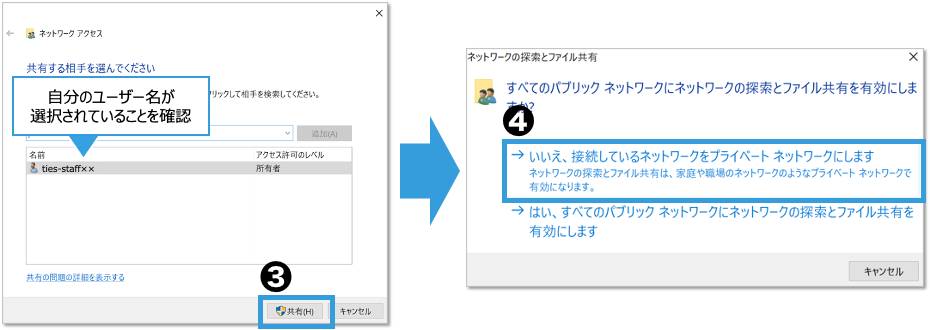 ネットワーク アクセス
共有する相手を選んでください
自分のユーザー名が
選択されていることを確認
リックして相手を検索してください。
追加(A)
名前 アクセス許可のレベル
ties-staff×× 所有者
共有の問題の詳細を表示する
❸
共有(H) キャンセル
ネットワークの探索とファイル共有
すべてのパブリック ネットワークにネットワークの探索とファイル共有を有効にしま
すか?
❹
いいえ、接続しているネットワークをプライベート ネットワークにします
ネットワークの探索とファイル共有は、家庭や職場のネットワークのようなプライベート ネットワークで
有効になります。
はい、すべてのパブリック ネットワークにネットワークの探索とファイル共有を
有効にします
キャンセル